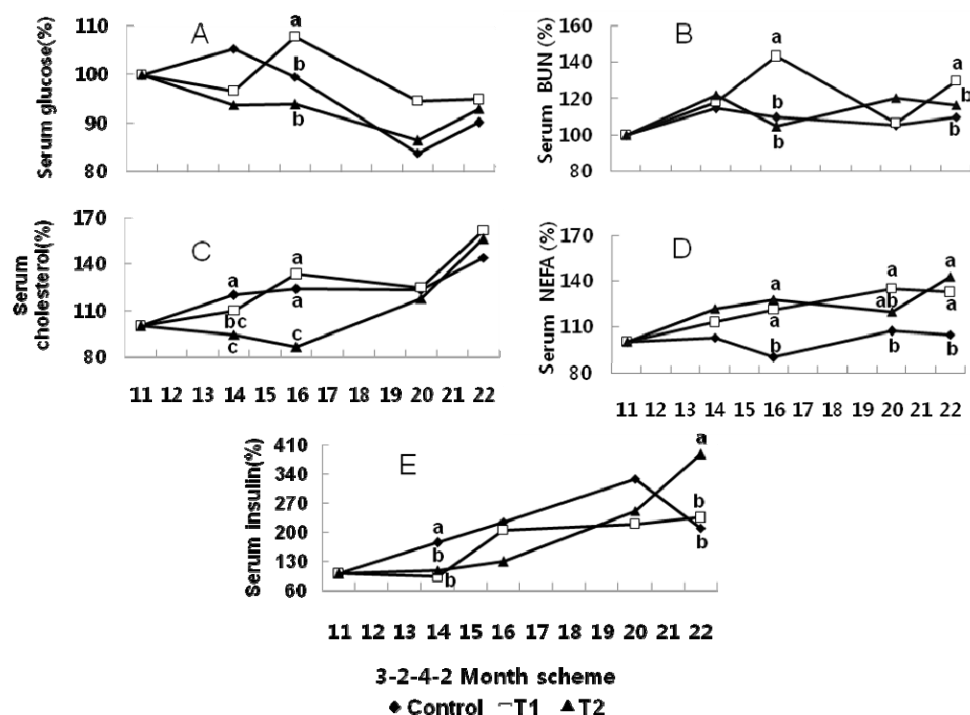 A
Serum glucose(%)
110
100
90
80
a
b
b
B
Serum BUN (%)
160
140
120
100
80
a
b
b
a
b
b
C
Serum
cholesterol(%)
170
140
110
80
a
bc
c
a
a
c
11 12 13 14 15 16 17 18 19 20 21 22
D
Serum NEFA (%)
170
140
110
80
a
a
b
a
ab
b
a
a
b
11 12 13 14 15 16 17 18 19 20 21 22
E
Serum insulin(%)
410
340
270
200
130
60
a
b
b
a
b
b
11 12 13 14 15 16 17 18 19 20 21 22
3-2-4-2 Month scheme
Control T1 T2